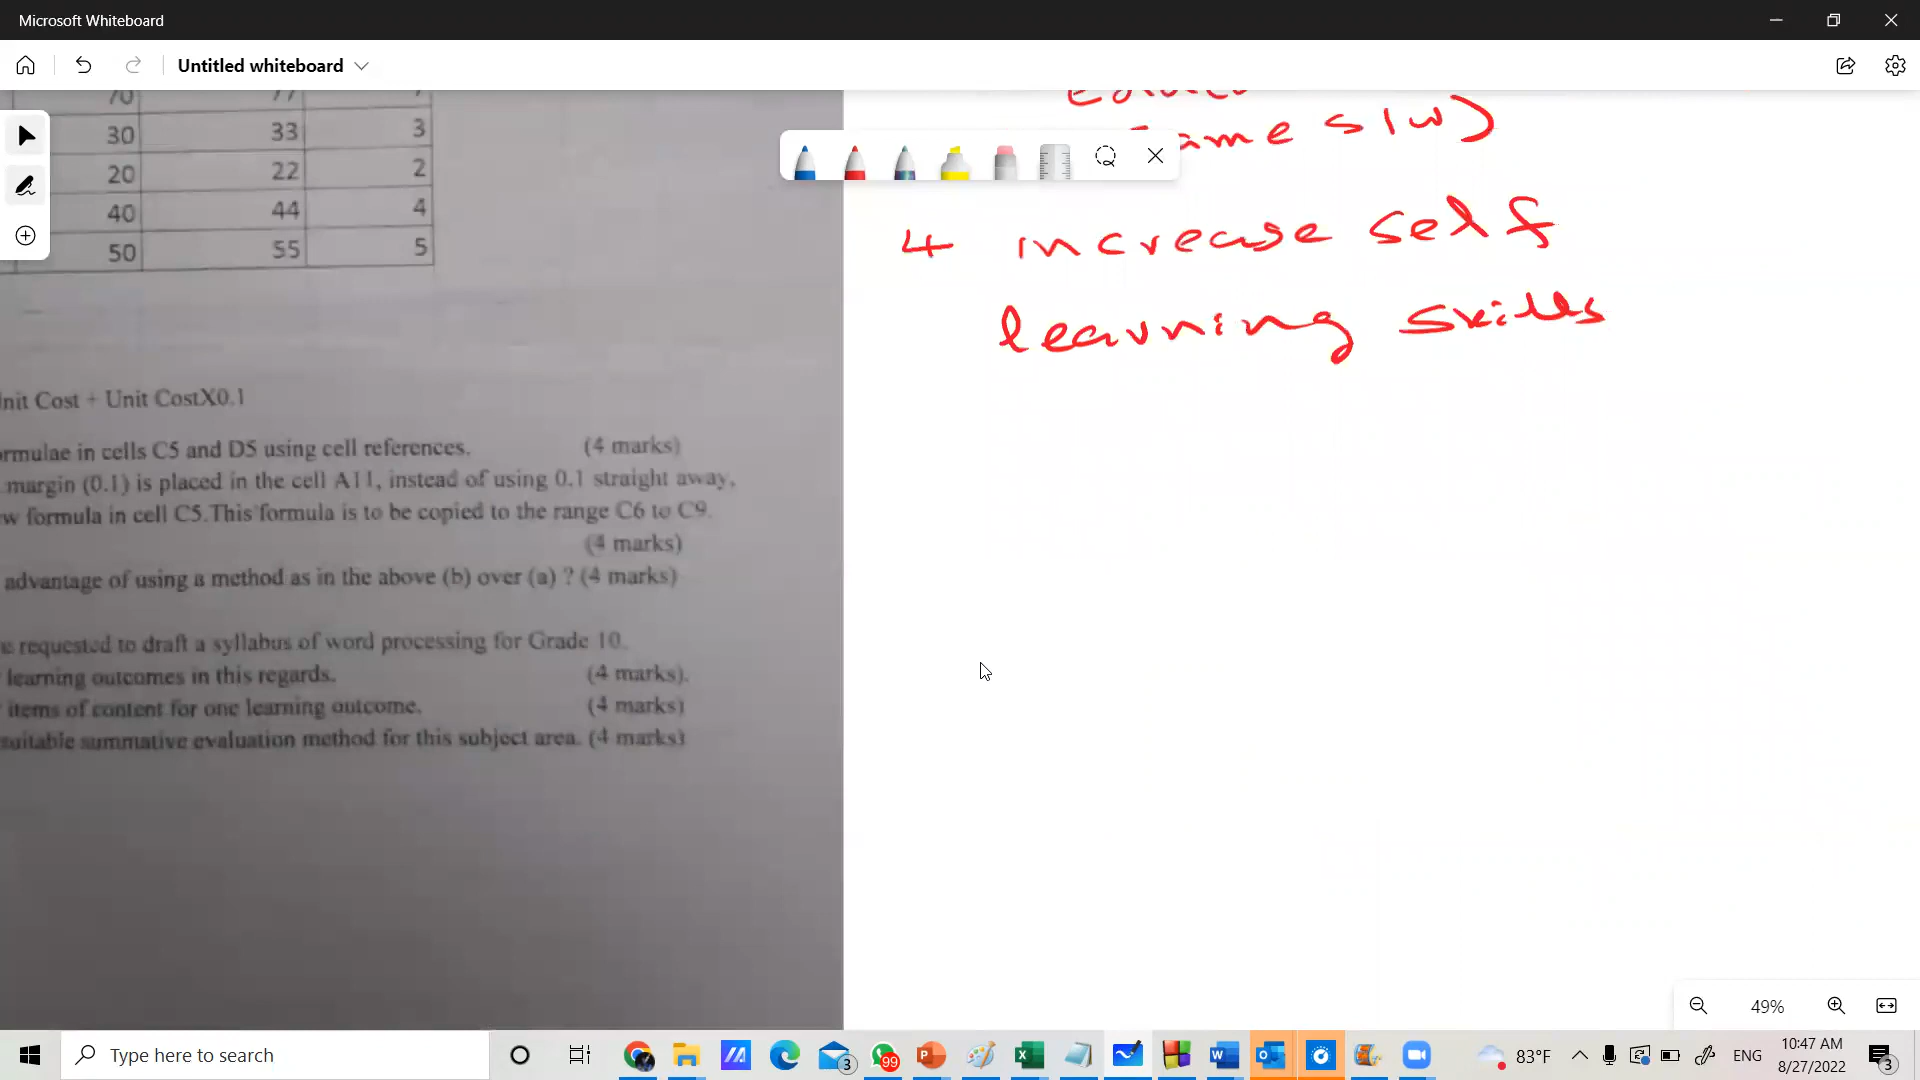 Microsoft Whiteboard
Untitled whiteboard
70 77
30 33 3
20 22 2
40 44 4
50 55 5
nit Cost + Unit CostX0.1
ormulae in cells C5 and D5 using cell references. (4 marks)
margin (0.1) is placed in the cell A11, instead of using 0.1 straight away,
w formula in cell C5.This formula is to be copied to the range C6 to C9.
(4 marks)
advantage of using a method as in the above (b) over (a) ? (4 marks)
e requested to draft a syllabus of word processing for Grade 10.
learning outcomes in this regards. (4 marks).
items of content for one learning outcome. (4 marks)
suitable summative evaluation method for this subject area. (4 marks)
ame s/w)
4 increase self
learning skills
49%
Type here to search
3
99
83°F
ENG
10:47 AM
8/27/2022
3